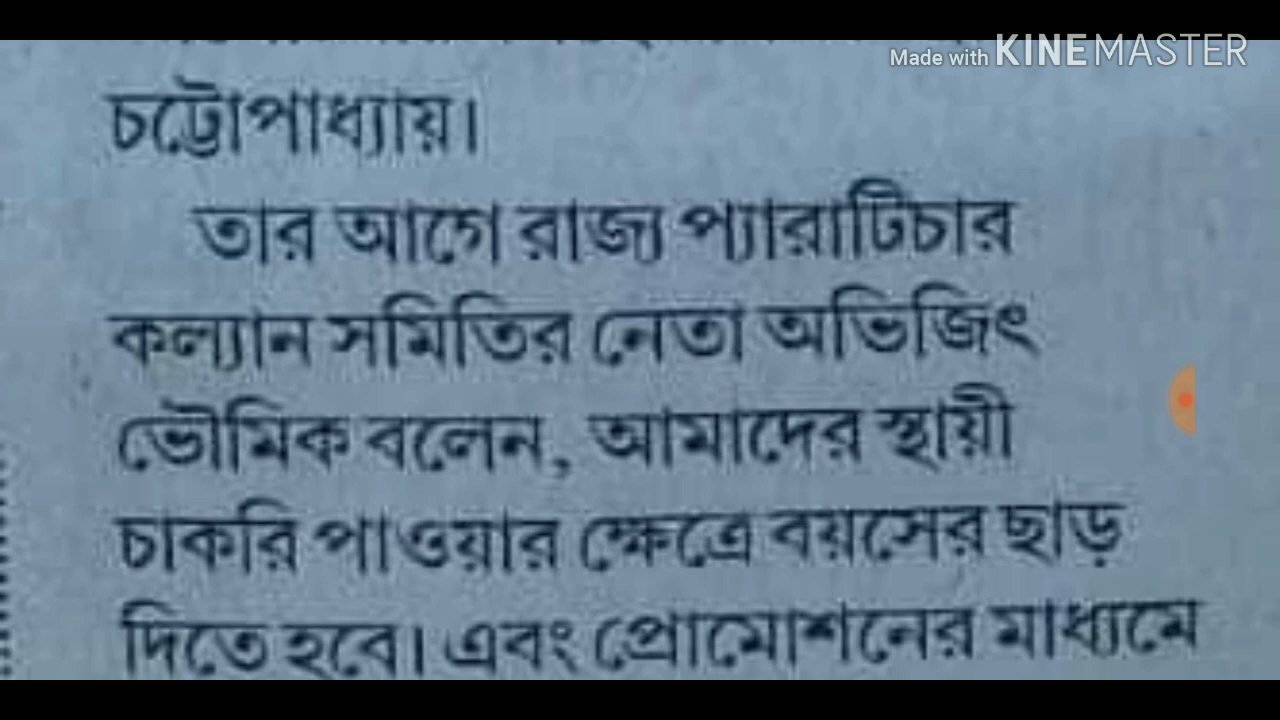 Made with KINEMASTER
চট্টোপাধ্যায়।
তার আগে রাজ্য প্যারাটিচার
কল্যান সমিতির নেতা অভিজিৎ
ভৌমিক বলেন, আমাদের স্থায়ী
চাকরি পাওয়ার ক্ষেত্রে বয়সের ছাড়
দিতে হবে। এবং প্রোমোশনের মাধ্যমে